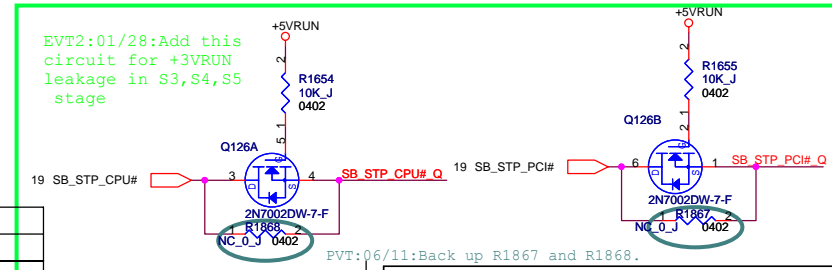 EVT2:01/28:Add this
circuit for +3VRUN
leakage in S3,S4,S5
stage
+5VRUN
2
R1654
10K_J
0402
1
5
Q126A
G
19 SB_STP_CPU#
3
D
S
4
SB_STP_CPU#_Q
2N7002DW-7-F
1
R1868
2
NC_0_J
0402
+5VRUN
2
R1655
10K_J
0402
1
2
Q126B
G
19 SB_STP_PCI#
6
D
S
1
SB_STP_PCI#_Q
2N7002DW-7-F
1
R1867
2
NC_0_J
0402
PVT:06/11:Back up R1867 and R1868.